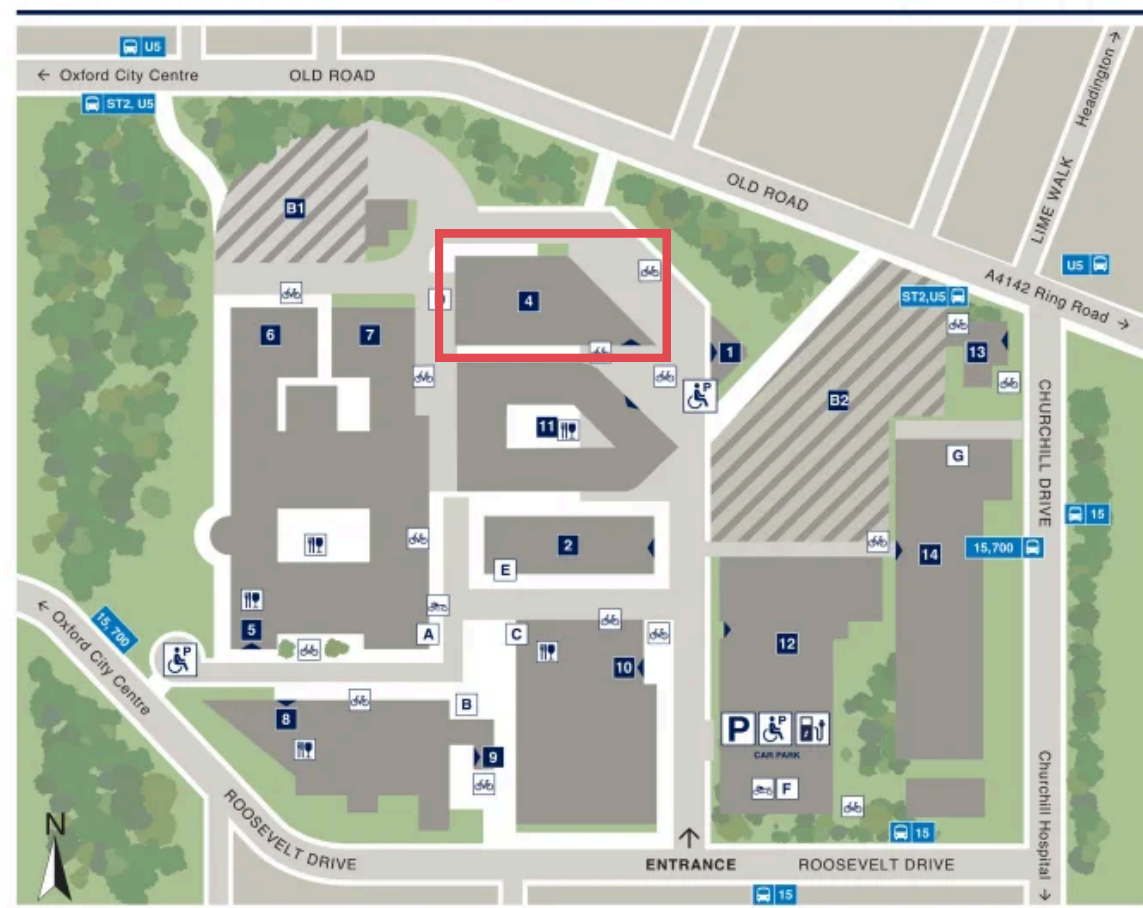 U5
← Oxford City Centre
OLD ROAD
ST2, U5
Headington →
LIME WALK
OLD ROAD
B1
U5
A4142 Ring Road →
ST2,U5
4
6
7
1
13
B2
11
CHURCHILL DRIVE
G
15
2
14
15,700
E
← Oxford City Centre
15, 700
5
A
C
12
P
10
B
8
9
P
P
CAR PARK
F
N
ROOSEVELT DRIVE
15
↑
ENTRANCE
ROOSEVELT DRIVE
Churchill Hospital →
15
P